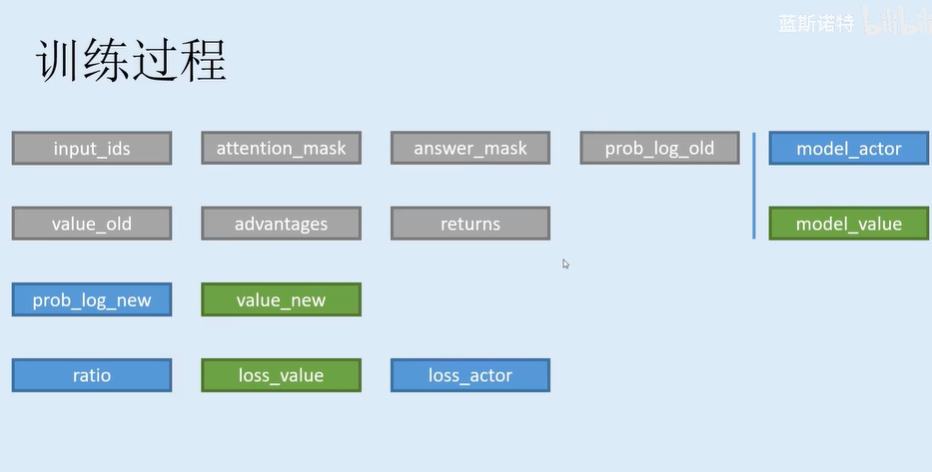 蓝斯诺特 bilibili
训练过程
input_ids attention_mask answer_mask prob_log_old model_actor
value_old advantages returns model_value
prob_log_new value_new
ratio loss_value loss_actor